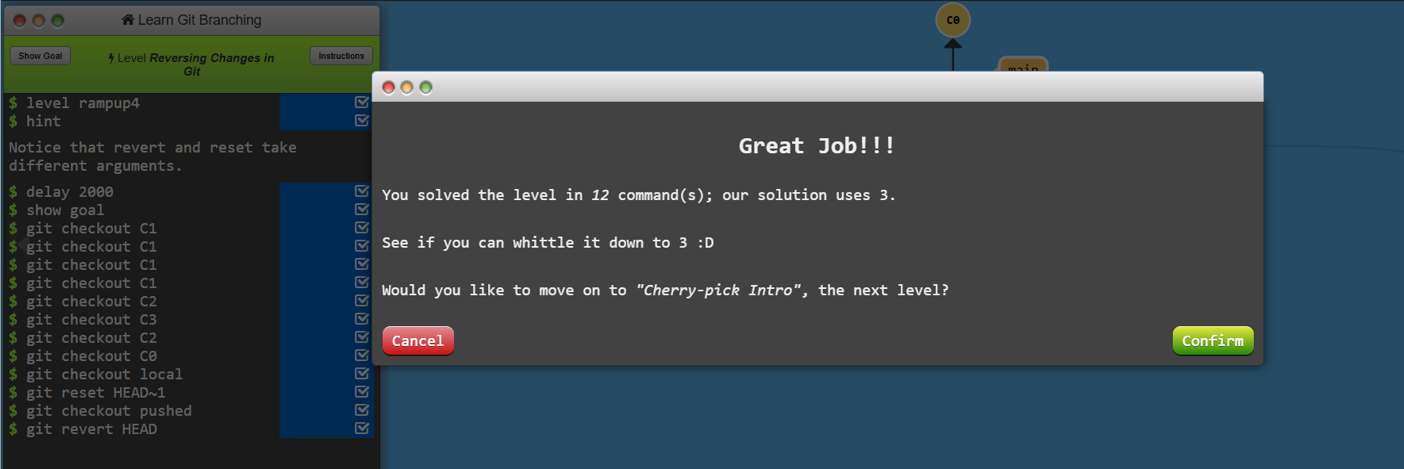 Learn Git Branching
Show Goal
Level Reversing Changes in
Git
Instructions
$ level rampup4
$ hint
Notice that revert and reset take
different arguments.
$ delay 2000
$ show goal
$ git checkout C1
$ git checkout C1
$ git checkout C1
$ git checkout C1
$ git checkout C2
$ git checkout C3
$ git checkout C2
$ git checkout C0
$ git checkout local
$ git reset HEAD~1
$ git checkout pushed
$ git revert HEAD
C0
main
Great Job!!!
You solved the level in 12 command(s); our solution uses 3.
See if you can whittle it down to 3 :D
Would you like to move on to "Cherry-pick Intro", the next level?
Cancel
Confirm